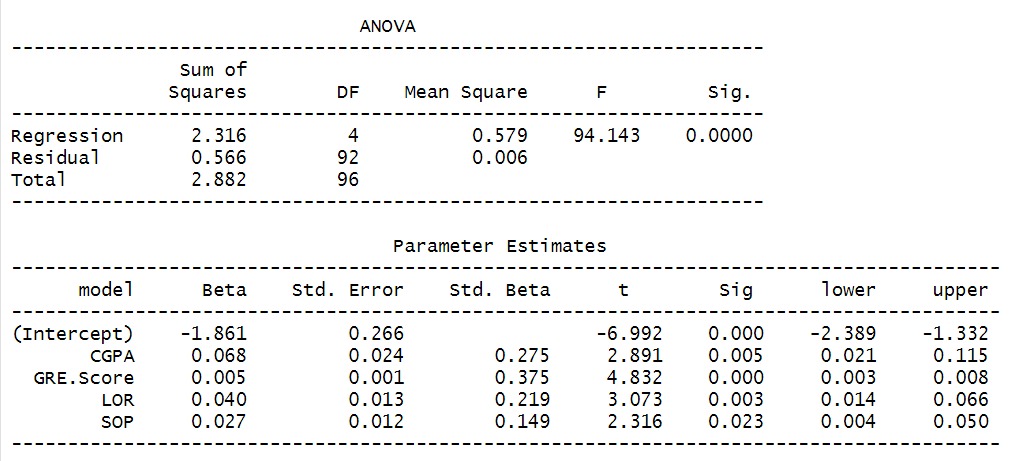 ANOVA
Sum of
Squares DF Mean Square F Sig.
Regression 2.316 4 0.579 94.143 0.0000
Residual 0.566 92 0.006
Total 2.882 96
Parameter Estimates
model Beta Std. Error Std. Beta t Sig lower upper
(Intercept) -1.861 0.266 -6.992 0.000 -2.389 -1.332
CGPA 0.068 0.024 0.275 2.891 0.005 0.021 0.115
GRE.Score 0.005 0.001 0.375 4.832 0.000 0.003 0.008
LOR 0.040 0.013 0.219 3.073 0.003 0.014 0.066
SOP 0.027 0.012 0.149 2.316 0.023 0.004 0.050